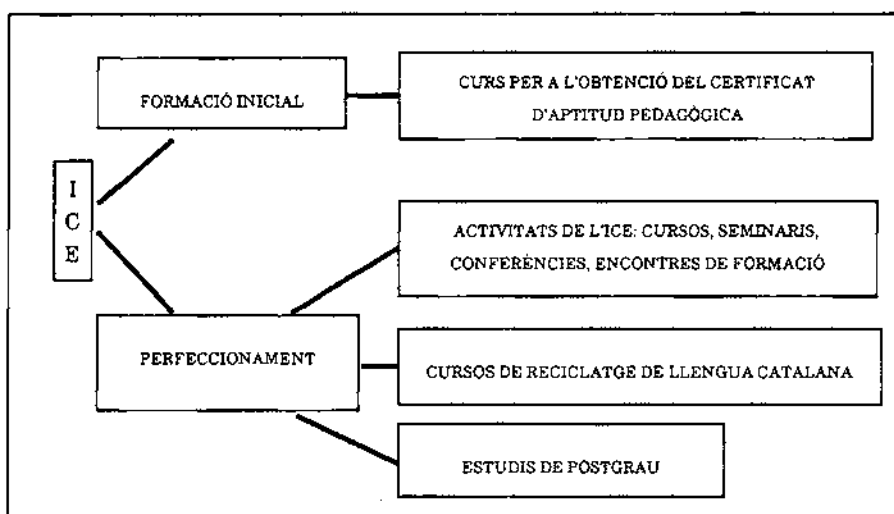 FORMACIÓ INICIAL
CURS PER A L'OBTENCIÓ DEL CERTIFICAT
D'APTITUD PEDAGÒGICA
I
C
E
ACTIVITATS DE L'ICE: CURSOS, SEMINARIS,
CONFERÈNCIES, ENCONTRES DE FORMACIÓ
PERFECCIONAMENT
CURSOS DE RECICLATGE DE LLENGUA CATALANA
ESTUDIS DE POSTGRAU